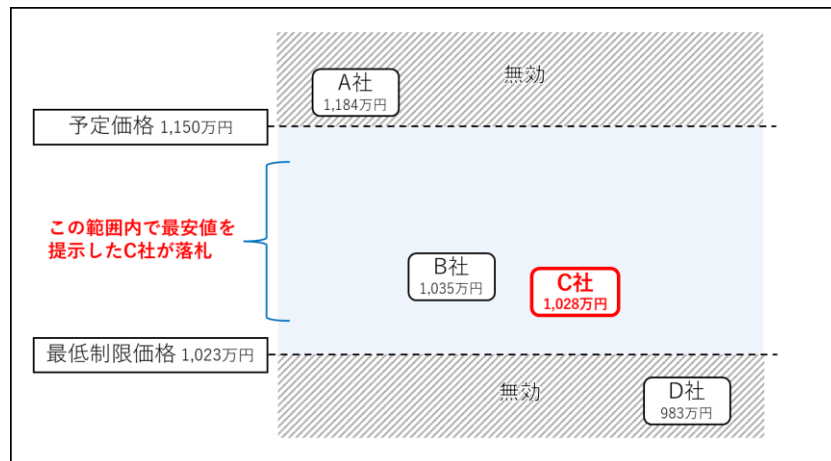 無効
A社
1,184万円
予定価格 1,150万円
この範囲内で最安値を
提示したC社が落札
B社
1,035万円
C社
1,028万円
最低制限価格 1,023万円
無効
D社
983万円